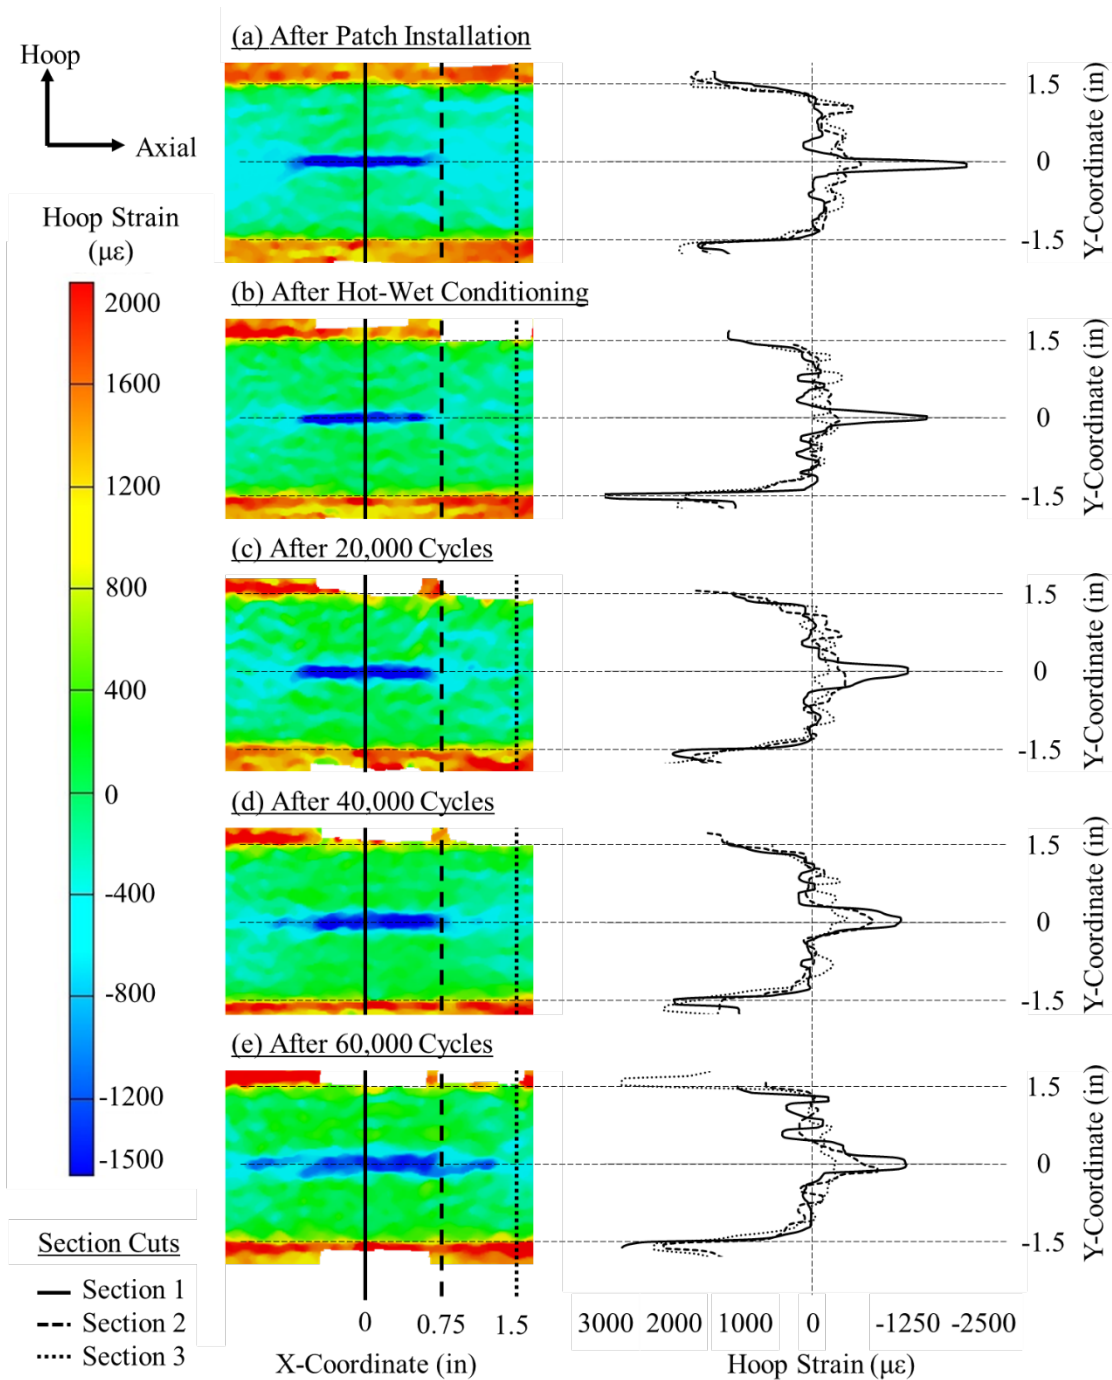 (a) After Patch Installation
Hoop
Axial
1.5
0
-1.5
Y-Coordinate (in)
Hoop Strain
(με)
2000
1600
1200
800
400
0
-400
-800
-1200
-1500
(b) After Hot-Wet Conditioning
1.5
0
-1.5
Y-Coordinate (in)
(c) After 20,000 Cycles
1.5
0
-1.5
Y-Coordinate (in)
(d) After 40,000 Cycles
1.5
0
-1.5
Y-Coordinate (in)
(e) After 60,000 Cycles
1.5
0
-1.5
Y-Coordinate (in)
Section Cuts
Section 1
Section 2
Section 3
0 0.75 1.5
X-Coordinate (in)
3000 2000 1000 0 -1250 -2500
Hoop Strain (με)